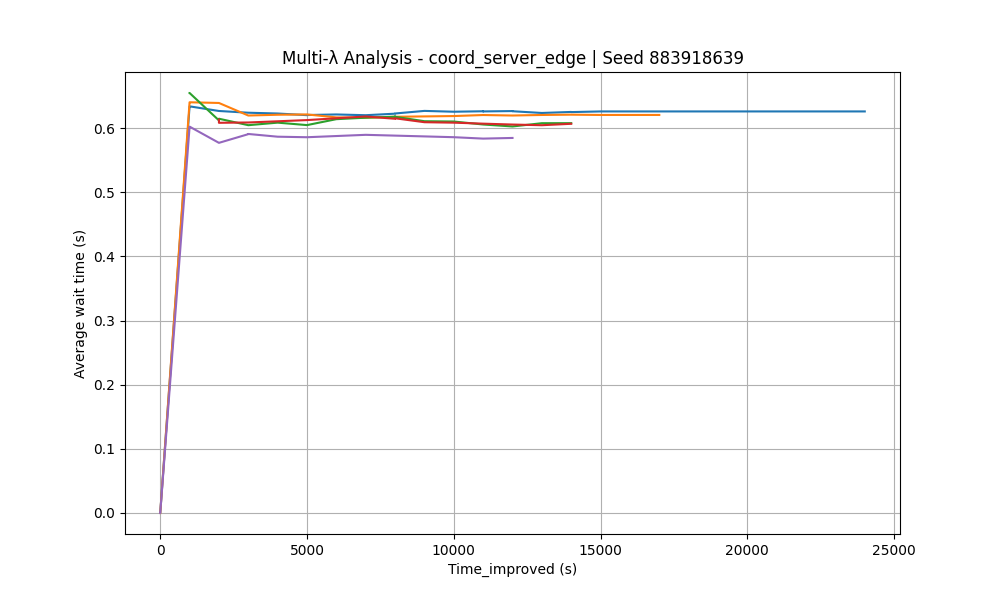 Multi-λ Analysis - coord_server_edge | Seed 883918639
Average wait time (s)
0.6
0.5
0.4
0.3
0.2
0.1
0.0
0 5000 10000 15000 20000 25000
Time_improved (s)